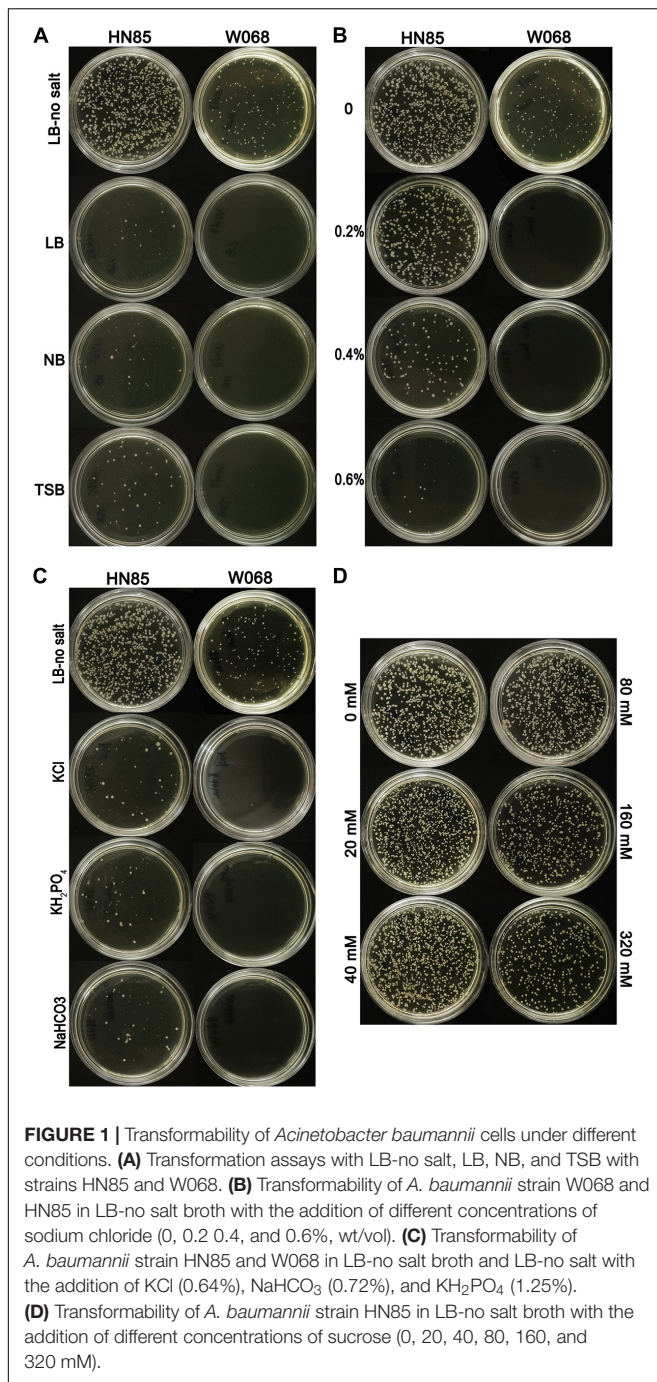 A
HN85 W068
LB-no salt
LB
NB
TSB
B
HN85 W068
0
0.2%
0.4%
0.6%
C
HN85 W068
LB-no salt
KCl
KH₂PO₄
NaHCO3
D
0 mM
20 mM
40 mM
80 mM
160 mM
320 mM
FIGURE 1 | Transformability of Acinetobacter baumannii cells under different
conditions. (A) Transformation assays with LB-no salt, LB, NB, and TSB with
strains HN85 and W068. (B) Transformability of A. baumannii strain W068 and
HN85 in LB-no salt broth with the addition of different concentrations of
sodium chloride (0, 0.2 0.4, and 0.6%, wt/vol). (C) Transformability of
A. baumannii strain HN85 and W068 in LB-no salt broth and LB-no salt with
the addition of KCl (0.64%), NaHCO₃ (0.72%), and KH₂PO₄ (1.25%).
(D) Transformability of A. baumannii strain HN85 in LB-no salt broth with the
addition of different concentrations of sucrose (0, 20, 40, 80, 160, and
320 mM).